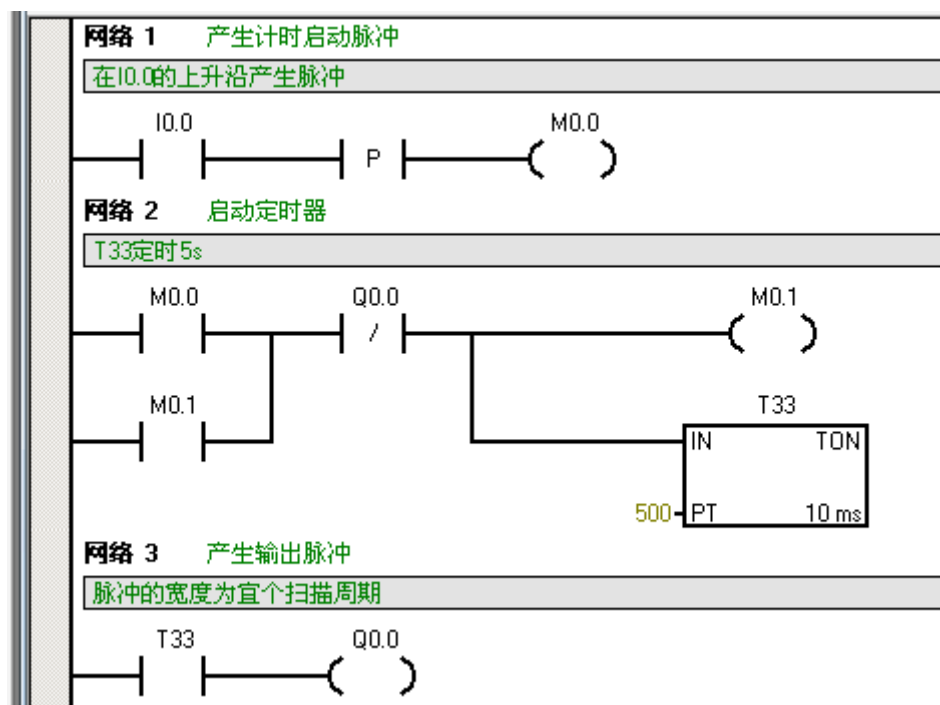 网络 1 产生计时启动脉冲
在I0.0的上升沿产生脉冲
I0.0 M0.0
P
网络 2 启动定时器
T33定时5s
M0.0 Q0.0 M0.1
/
M0.1 T33
IN TON
500 PT 10 ms
网络 3 产生输出脉冲
脉冲的宽度为宜个扫描周期
T33 Q0.0